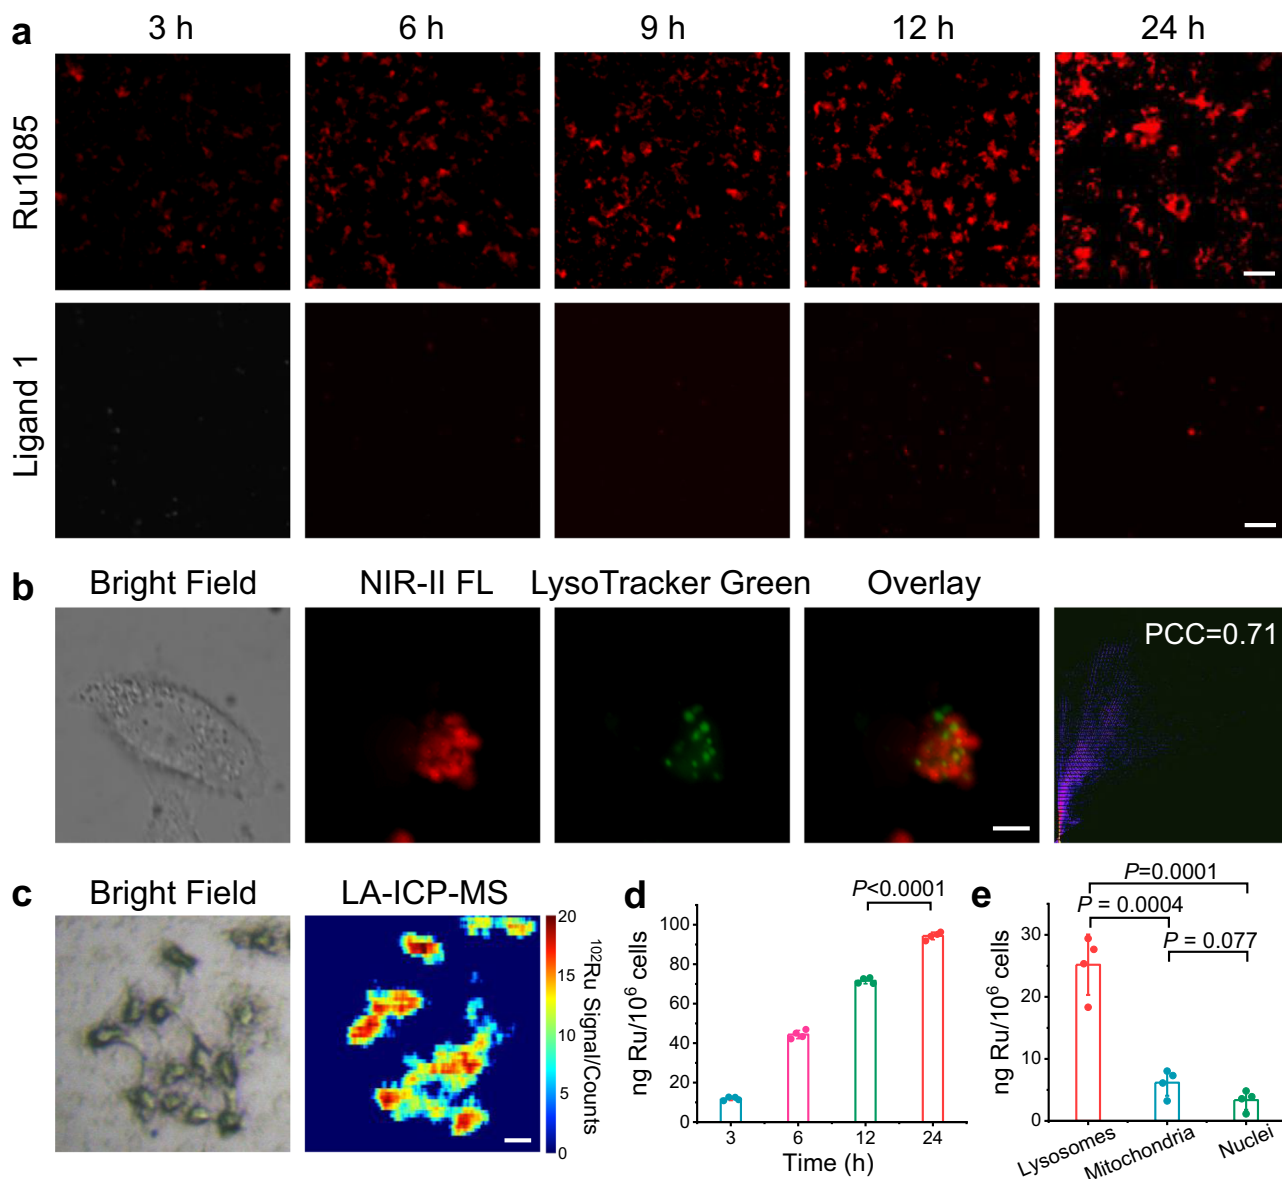 a
3 h
6 h
9 h
12 h
24 h
Ru1085
Ligand 1
b
Bright Field
NIR-II FL
LysoTracker Green
Overlay
PCC=0.71
c
Bright Field
LA-ICP-MS
20
15
10
5
0
¹⁰²Ru Signal/Counts
d
P<0.0001
ng Ru/10⁶ cells
100
80
60
40
20
0
3
6
12
24
Time (h)
e
P=0.0001
P = 0.0004
P = 0.077
ng Ru/10⁶ cells
30
20
10
0
Lysosomes
Mitochondria
Nuclei